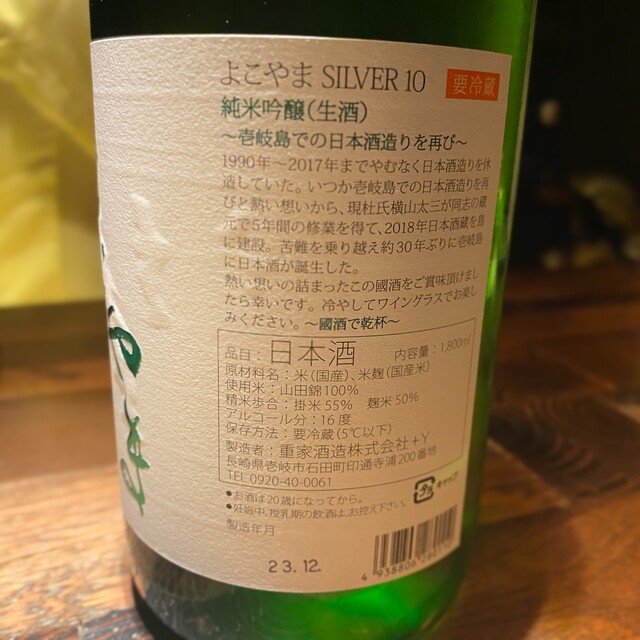 よこやま SILVER 10 要冷蔵
純米吟醸(生酒)
～壱岐島での日本酒造りを再び～
1990年～2017年までやむなく日本酒造りを休
造していた。いつか壱岐島での日本酒造りを再
びと熱い想いから、現杜氏横山太三が同志の蔵
元で5年間の修業を得て、2018年日本酒蔵を島
に建設。苦難を乗り越え約30年ぶりに壱岐島
に日本酒が誕生した。
熱い想いの詰まったこの國酒をご賞味頂けまし
たら幸いです。冷やしてワイングラスでお楽し
みください。～國酒で乾杯～
品目：日本酒 内容量：1,800ml
原材料名：米(国産)、米麹(国産米)
使用米：山田錦100%
精米歩合：掛米55% 麹米50%
アルコール分：16度
保存方法：要冷蔵(5℃以下)
製造者：重家酒造株式会社+Y
長崎県壱岐市石田町印通寺浦200番地
TEL 0920-40-0061
●お酒は20歳になってから。
●妊娠中、授乳期の飲酒は、お控え下さい。
キャップ
製造年月
23.12.
やま